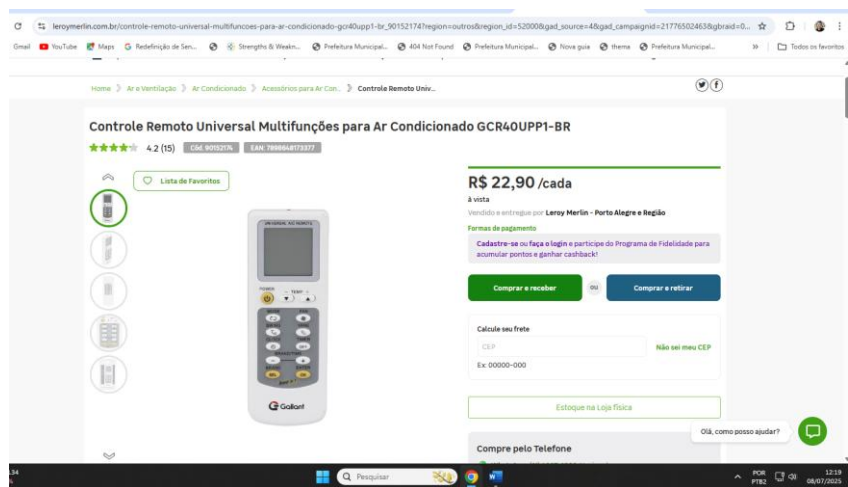 leroymerlin.com.br/controle-remoto-universal-multifuncoes-para-ar-condicionado-gcr40upp1-br_90152174?region=outros&region_id=52000&gad_source=4&gad_campaignid=21776502463&gbraid=0...
Gmail YouTube Maps Redefinição de Sen... Strengths & Weakn... Prefeitura Municipal... 404 Not Found Prefeitura Municipal... Nova guia thema Prefeitura Municipal... » Todos os favoritos
Home Ar e Ventilação Ar Condicionado Acessórios para Ar Con... Controle Remoto Univ...
Controle Remoto Universal Multifunções para Ar Condicionado GCR40UPP1-BR
4.2 (15) Cód. 90152174 EAN: 7898648173377
Lista de Favoritos
R$ 22,90 /cada
à vista
Vendido e entregue por Leroy Merlin - Porto Alegre e Região
Formas de pagamento
Cadastre-se ou faça o login e participe do Programa de Fidelidade para
acumular pontos e ganhar cashback!
Comprar e receber ou Comprar e retirar
UNIVERSAL A/C REMOTE
POWER - TEMP -
Gallant
Calcule seu frete
CEP Não sei meu CEP
Ex: 00000-000
Estoque na Loja física
Olá, como posso ajudar?
Compre pelo Telefone
Pesquisar
POR
PTB2
12:19
08/07/2025